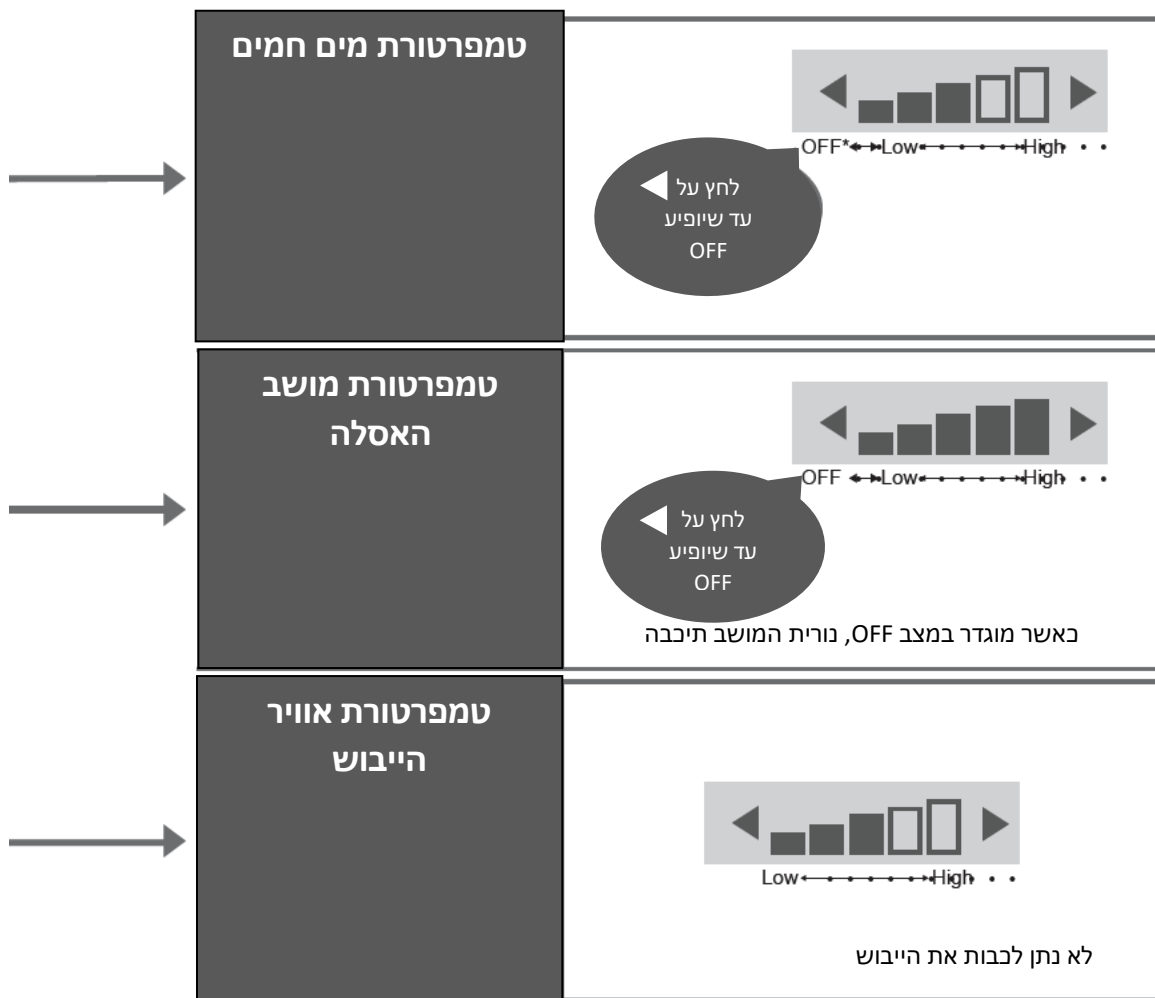 טמפרטורת מים חמים
OFF* Low High
לחץ על
עד שיופיע
OFF
טמפרטורת מושב
האסלה
OFF Low High
לחץ על
עד שיופיע
OFF
כאשר מוגדר במצב OFF, נורית המושב תיכבה
טמפרטורת אוויר
הייבוש
Low High
לא נתן לכבות את הייבוש